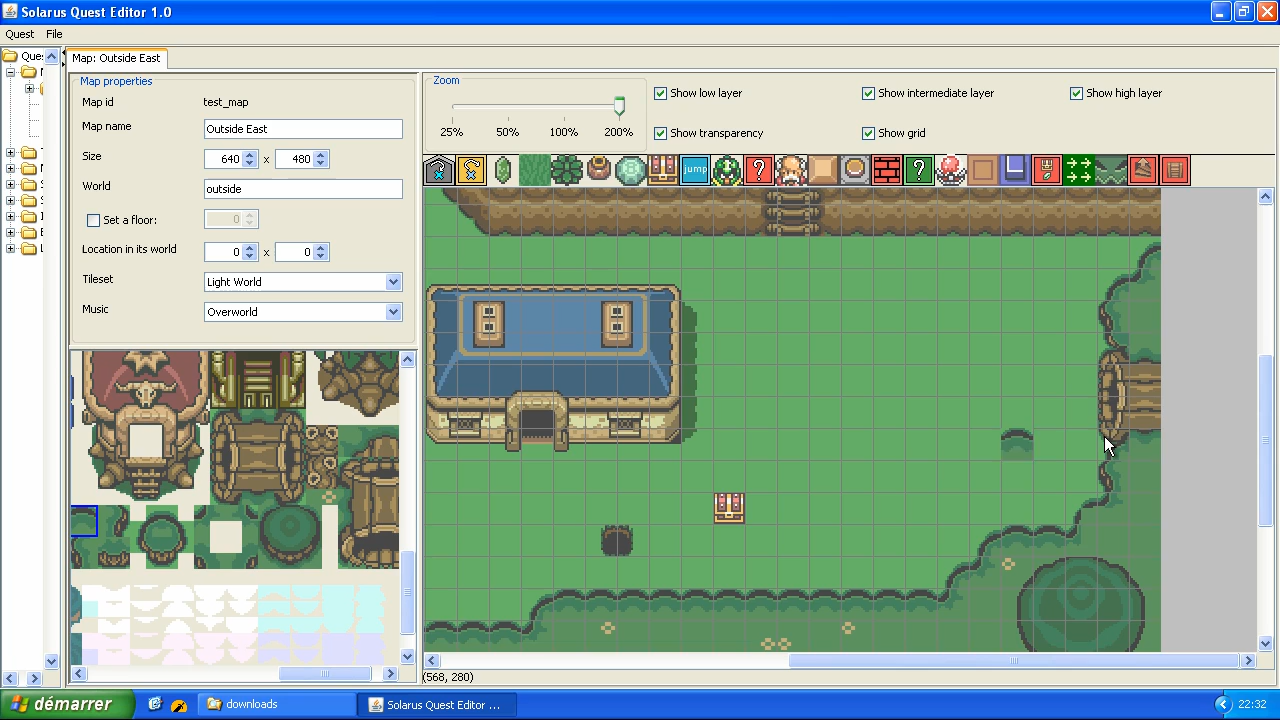 Solarus Quest Editor 1.0
Quest File
Map: Outside East
Map properties
Map id test_map
Map name Outside East
Size 640 x 480
World outside
Set a floor: 0
Location in its world 0 x 0
Tileset Light World
Music Overworld
Zoom
25% 50% 100% 200%
Show low layer Show intermediate layer Show high layer
Show transparency Show grid
jump ? ?
(568, 280)
démarrer downloads Solarus Quest Editor ... 22:32